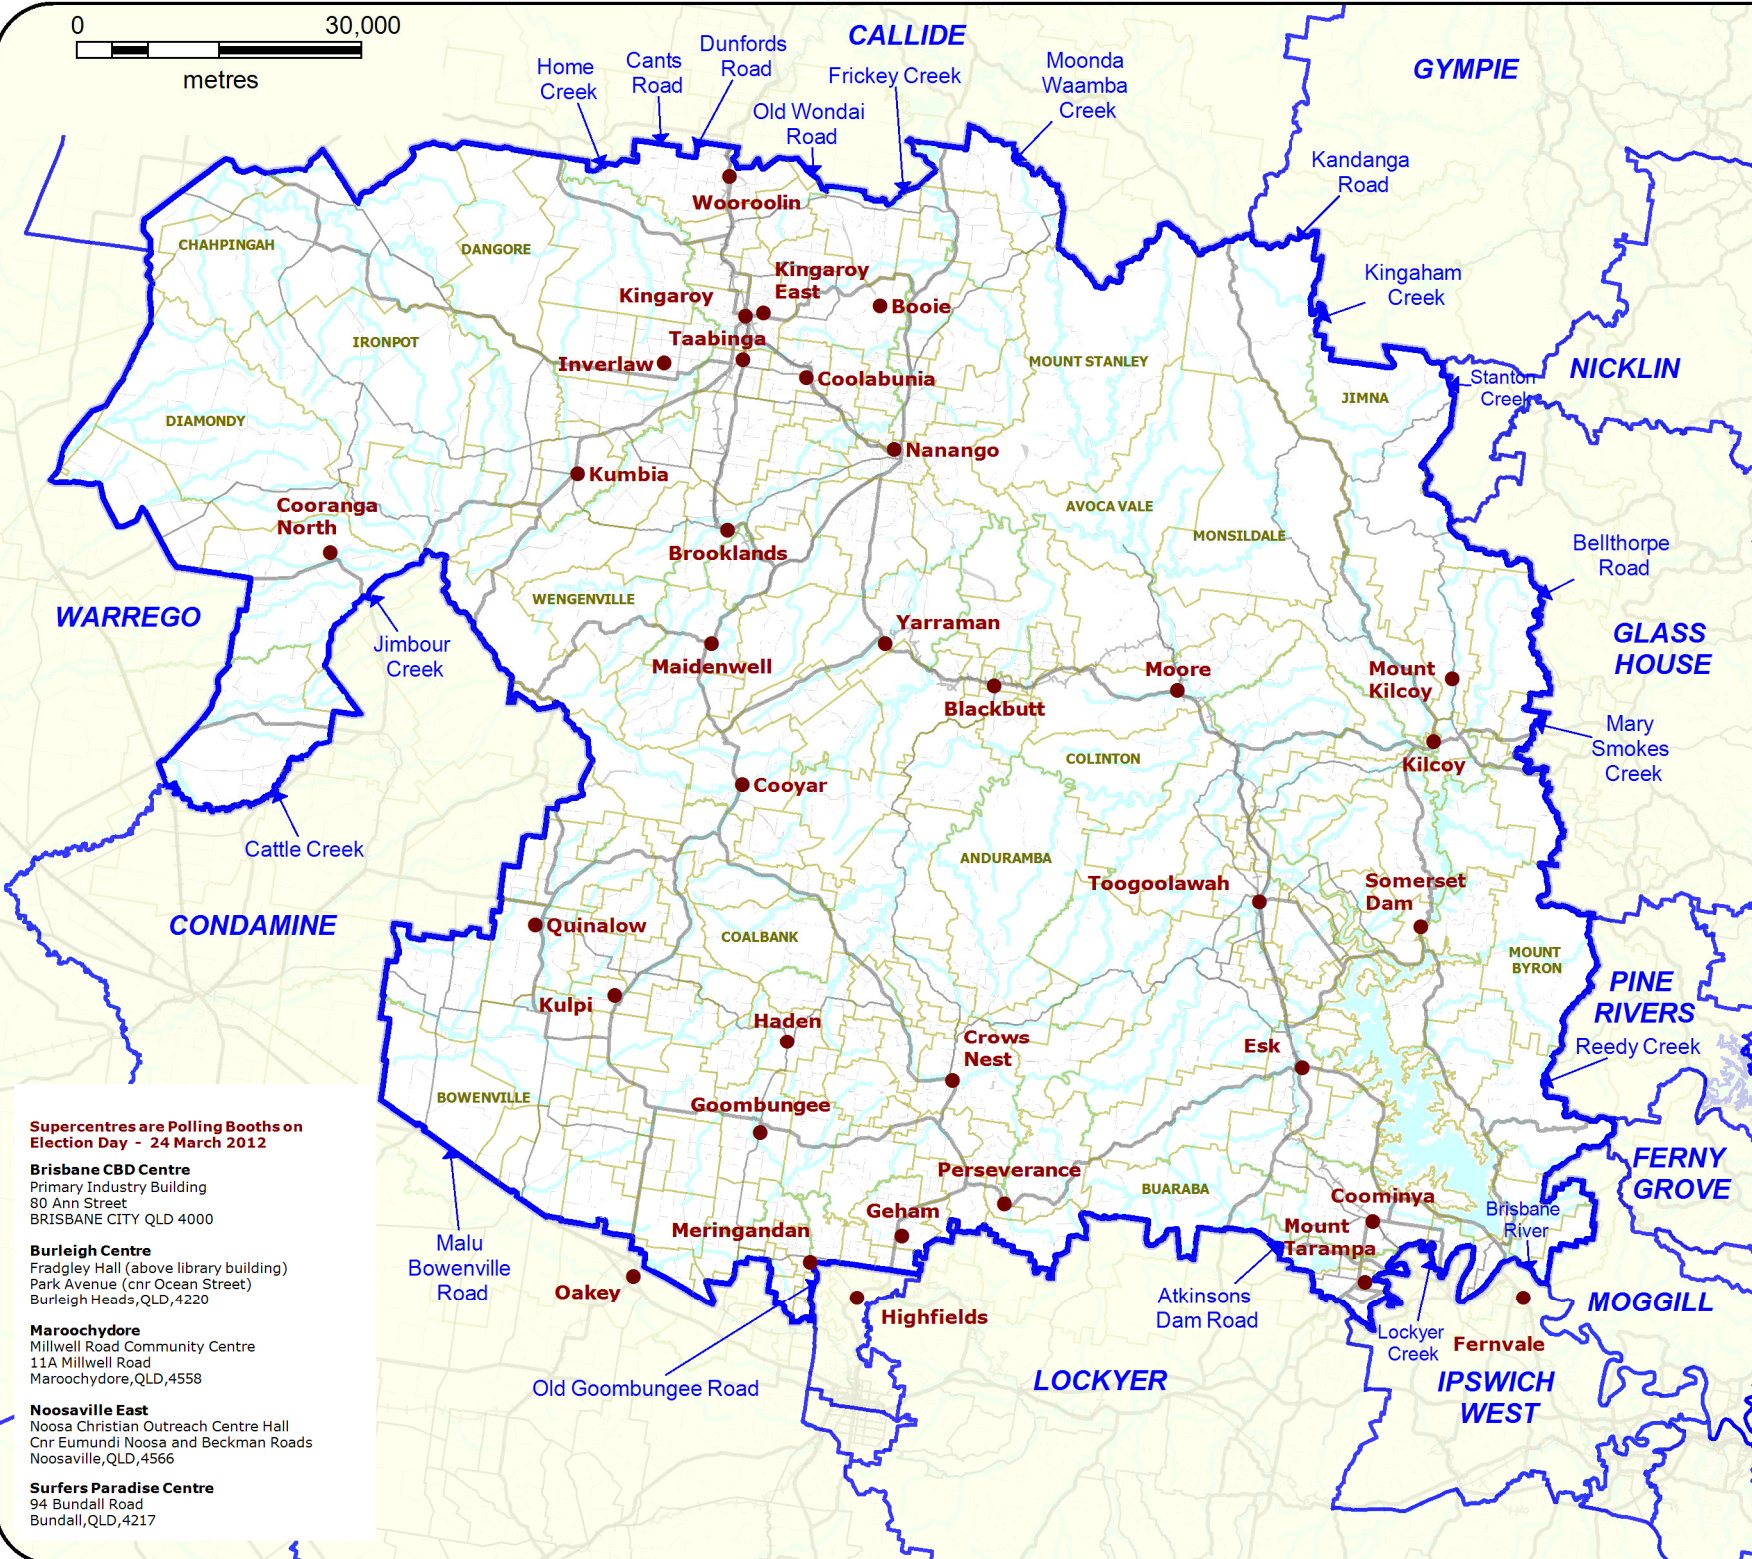 0 30,000
metres
CALLIDE
GYMPIE
Home
Creek
Cants
Road
Dunfords
Road
Old Wondai
Road
Frickey Creek
Moonda
Waamba
Creek
Kandanga
Road
Kingaham
Creek
NICKLIN
Stanton
Creek
Wooroolin
CHAHPINGAH
DANGORE
Kingaroy
Kingaroy
East
Booie
IRONPOT
Taabinga
Inverlaw
Coolabunia
MOUNT STANLEY
JIMNA
DIAMONDY
Nanango
Kumbia
Cooranga
North
AVOCA VALE
MONSILDALE
Brooklands
Bellthorpe
Road
WENGENVILLE
WARREGO
Jimbour
Creek
Yarraman
GLASS
HOUSE
Maidenwell
Moore
Mount
Kilcoy
Blackbutt
Mary
Smokes
Creek
Kilcoy
COLINTON
Cooyar
Cattle Creek
ANDURAMBA
Toogoolawah
Somerset
Dam
CONDAMINE
Quinalow
COALBANK
MOUNT
BYRON
PINE
RIVERS
Kulpi
Haden
Crows
Nest
Esk
Reedy Creek
BOWENVILLE
Goombungee
Perseverance
BUARABA
FERNY
GROVE
Coominya
Brisbane
River
Geham
Meringandan
Mount
Tarampa
Malu
Bowenville
Road
Oakey
Highfields
Atkinsons
Dam Road
MOGGILL
Lockyer
Creek
Fernvale
Old Goombungee Road
LOCKYER
IPSWICH
WEST
Supercentres are Polling Booths on
Election Day - 24 March 2012
Brisbane CBD Centre
Primary Industry Building
80 Ann Street
BRISBANE CITY QLD 4000
Burleigh Centre
Fradgley Hall (above library building)
Park Avenue (cnr Ocean Street)
Burleigh Heads,QLD,4220
Maroochydore
Millwell Road Community Centre
11A Millwell Road
Maroochydore,QLD,4558
Noosaville East
Noosa Christian Outreach Centre Hall
Cnr Eumundi Noosa and Beckman Roads
Noosaville,QLD,4566
Surfers Paradise Centre
94 Bundall Road
Bundall,QLD,4217